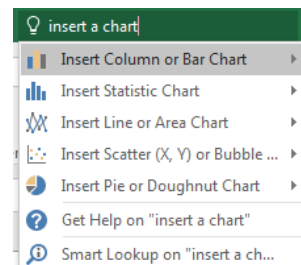 insert a chart
Insert Column or Bar Chart
Insert Statistic Chart
Insert Line or Area Chart
Insert Scatter (X, Y) or Bubble ...
Insert Pie or Doughnut Chart
Get Help on "insert a chart"
Smart Lookup on "insert a ch...